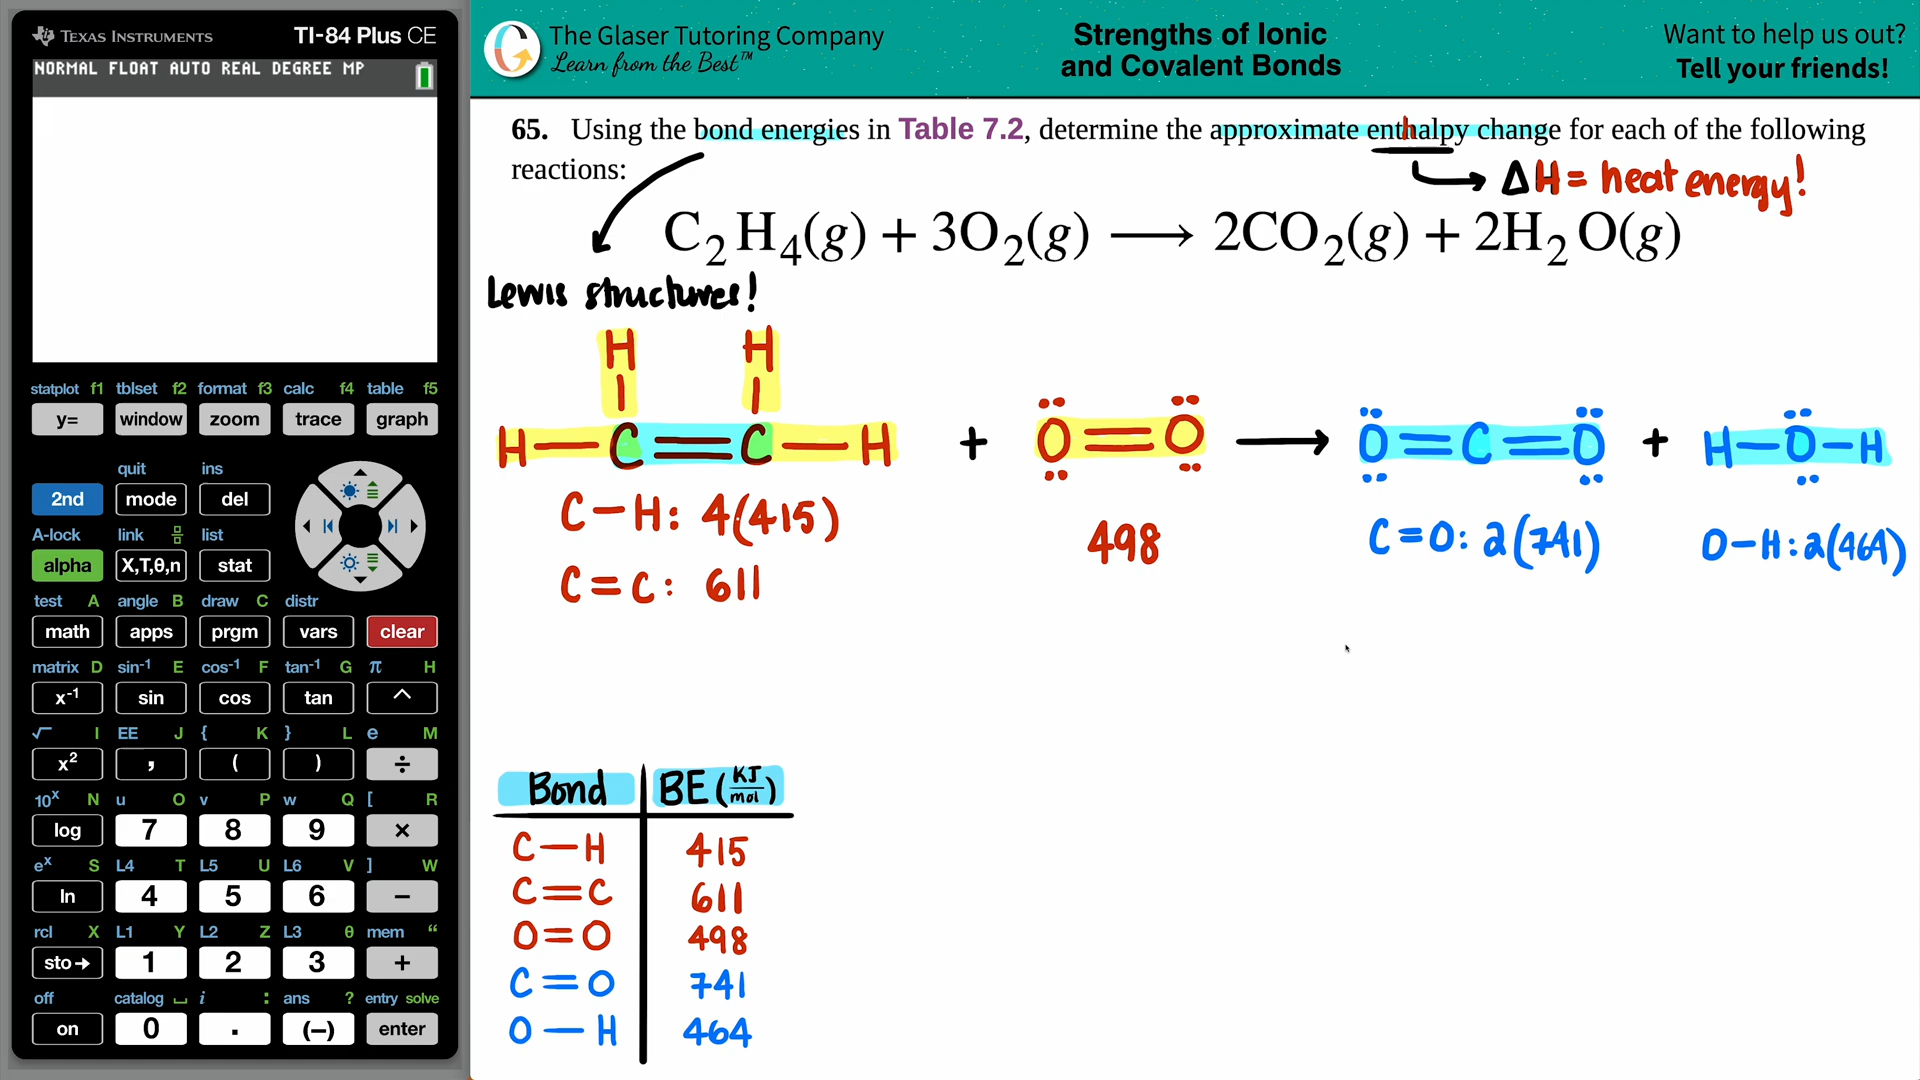 TEXAS INSTRUMENTS TI-84 Plus CE
NORMAL FLOAT AUTO REAL DEGREE MP
statplot f1 tblset f2 format f3 calc f4 table f5
y= window zoom trace graph
quit ins
2nd mode del
A-lock link list
alpha X,T,θ,n stat
test A angle B draw C distr
math apps prgm vars clear
matrix D sin⁻¹ E cos⁻¹ F tan⁻¹ G π H
x⁻¹ sin cos tan ^
√ I EE J { K } L e M
x² , ( ) ÷
10ˣ N u O v P w Q [ R
log 7 8 9 ×
eˣ S L4 T L5 U L6 V ] W
ln 4 5 6 −
rcl X L1 Y L2 Z L3 θ mem “
sto→ 1 2 3 +
off catalog ⎵ i : ans ? entry solve
on 0 . (−) enter
The Glaser Tutoring Company
Learn from the Best™
Strengths of Ionic
and Covalent Bonds
Want to help us out?
Tell your friends!
65. Using the bond energies in Table 7.2, determine the approximate enthalpy change for each of the following
reactions:
ΔH = heat energy!
C₂H₄(g) + 3O₂(g) ⟶ 2CO₂(g) + 2H₂O(g)
Lewis structures!
H H
H—C=C—H + O=O → O=C=O + H—O—H
C—H: 4(415)
C=C: 611
498
C=O: 2(741)
O—H: 2(464)
Bond BE (KJ/mol)
C—H 415
C=C 611
O=O 498
C=O 741
O—H 464